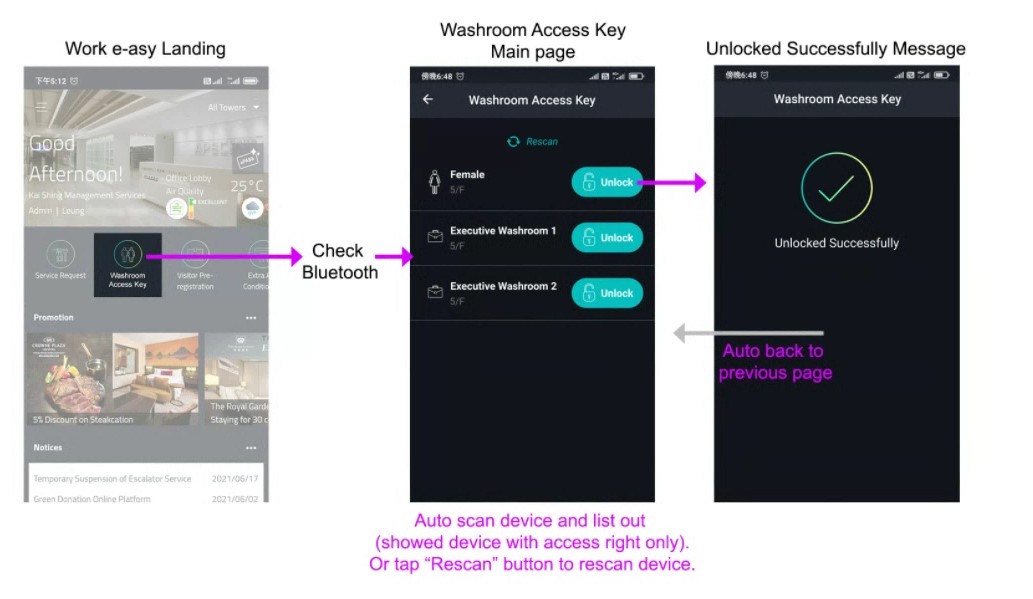 Work e-asy Landing
Washroom Access Key
Main page
Unlocked Successfully Message
下午5:12
All Towers
Good
Afternoon!
Kai Shing Management Services
Admin | Leung
Office Lobby
Air Quality
EXCELLENT
25°C
Service Request
Washroom
Access Key
Visitor Pre-
registration
Extra A
Conditio
Promotion
CROWNE PLAZA
5% Discount on Steakcation
The Royal Garde
Staying for 30 c
Notices
Temporary Suspension of Escalator Service 2021/06/17
Green Donation Online Platform 2021/06/02
Check
Bluetooth
傍晚6:48
Washroom Access Key
Rescan
Female
5/F
Unlock
Executive Washroom 1
5/F
Unlock
Executive Washroom 2
5/F
Unlock
Auto scan device and list out
(showed device with access right only).
Or tap “Rescan” button to rescan device.
傍晚6:48
Washroom Access Key
Unlocked Successfully
Auto back to
previous page